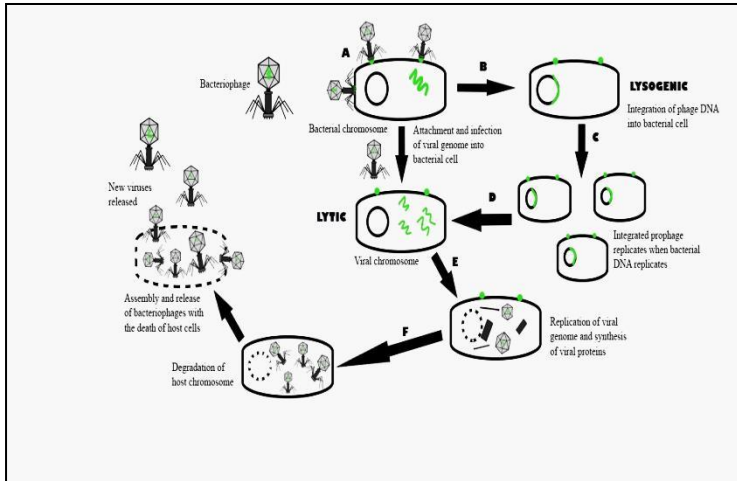 A
B
Bacteriophage
LYSOGENIC
Integration of phage DNA
into bacterial cell
Bacterial chromosome
Attachment and infection
of viral genome into
bacterial cell
C
New viruses
released
LYTIC
D
Viral chromosome
Integrated prophage
replicates when bacterial
DNA replicates
E
Assembly and release
of bacteriophages with
the death of host cells
F
Replication of viral
genome and synthesis
of viral proteins
Degradation of
host chromosome